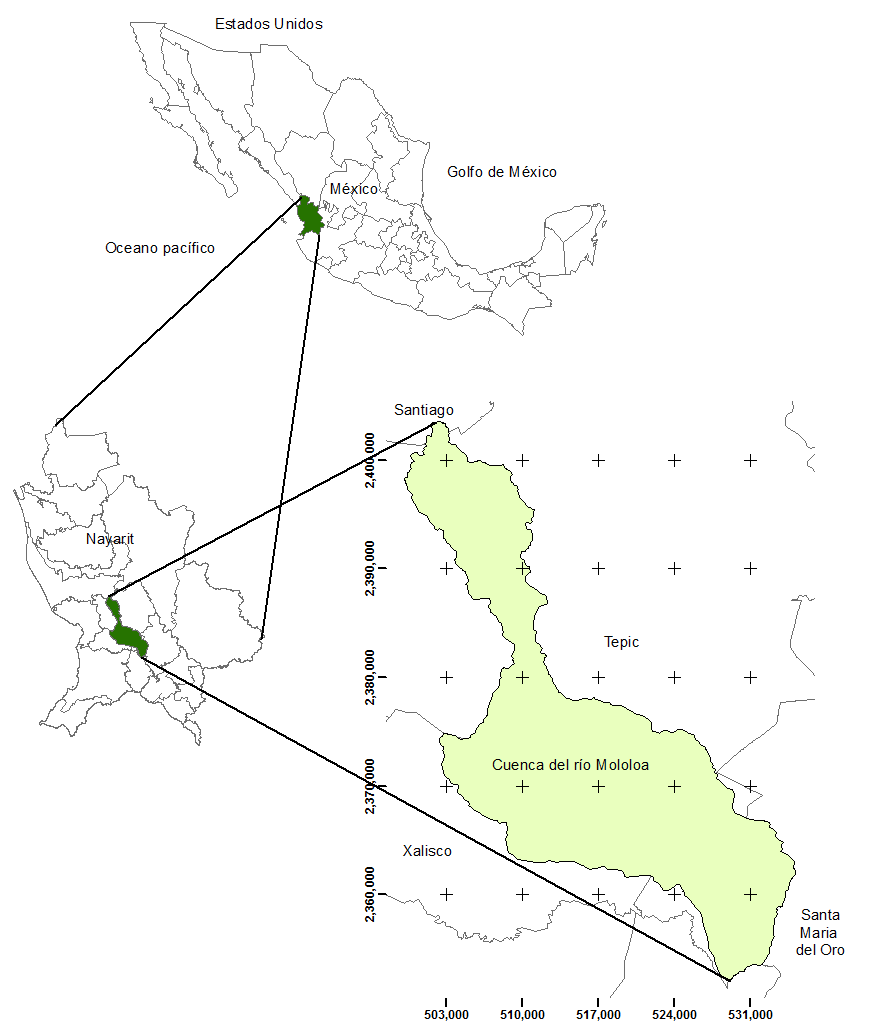 Estados Unidos
Golfo de México
México
Oceano pacífico
Santiago
2,400,000
Nayarit
2,390,000
Tepic
2,380,000
Cuenca del río Mololoa
2,370,000
Xalisco
2,360,000
Santa
Maria
del Oro
503,000 510,000 517,000 524,000 531,000